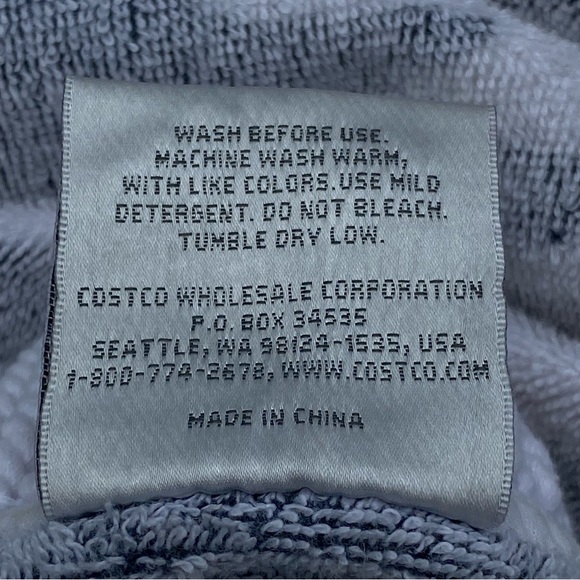 WASH BEFORE USE.
MACHINE WASH WARM,
WITH LIKE COLORS. USE MILD
DETERGENT. DO NOT BLEACH.
TUMBLE DRY LOW.
COSTCO WHOLESALE CORPORATION
P.O. BOX 34535
SEATTLE, WA 98124-1535, USA
1-800-774-2678, WWW.COSTCO.COM
MADE IN CHINA